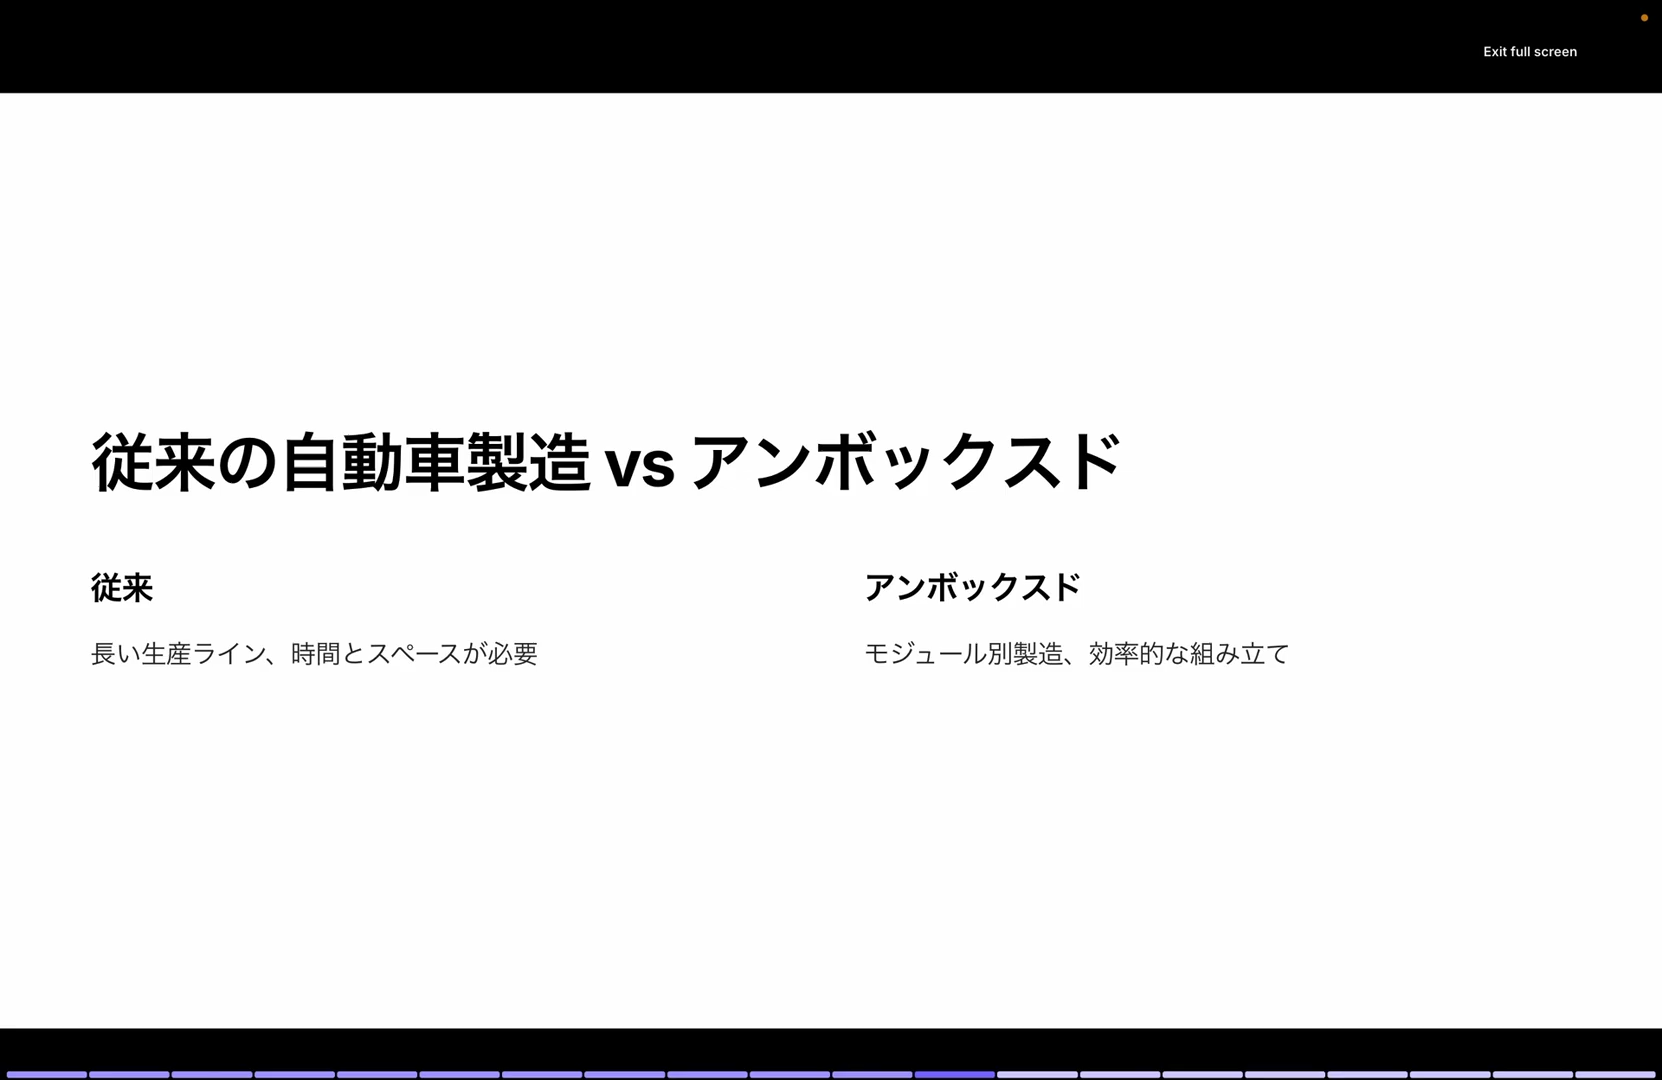 Exit full screen
従来の自動車製造 vs アンボックスド
従来
長い生産ライン、時間とスペースが必要
アンボックスド
モジュール別製造、効率的な組み立て